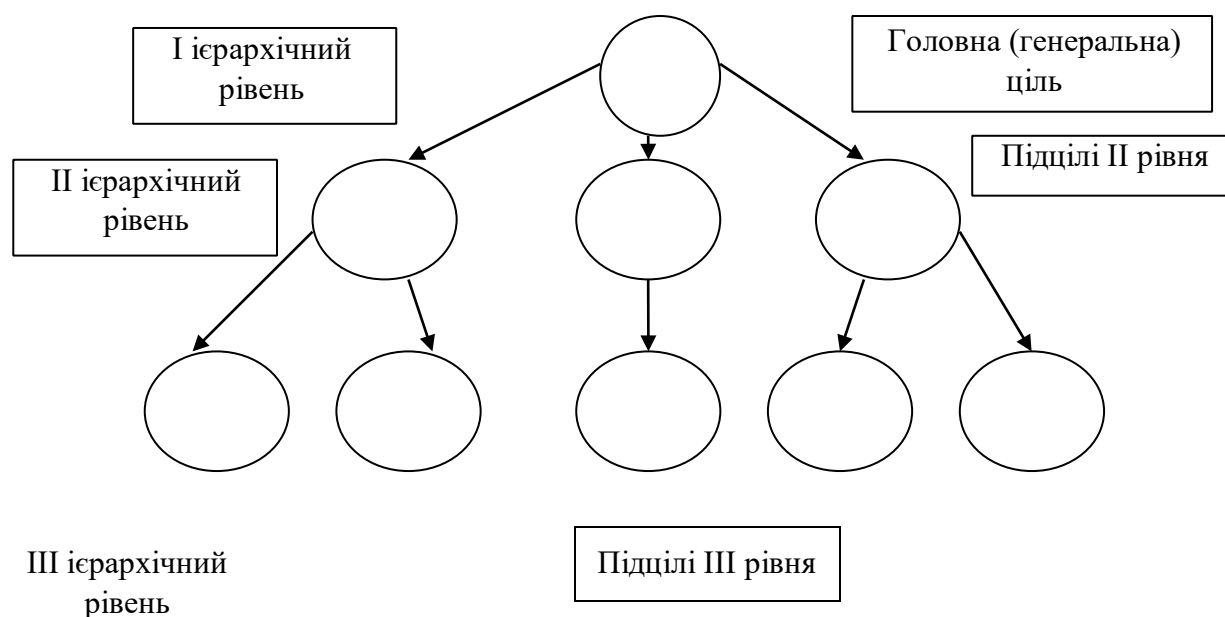 І ієрархічний
рівень
Головна (генеральна)
ціль
ІІ ієрархічний
рівень
Підцілі ІІ рівня
ІІІ ієрархічний
рівень
Підцілі ІІІ рівня